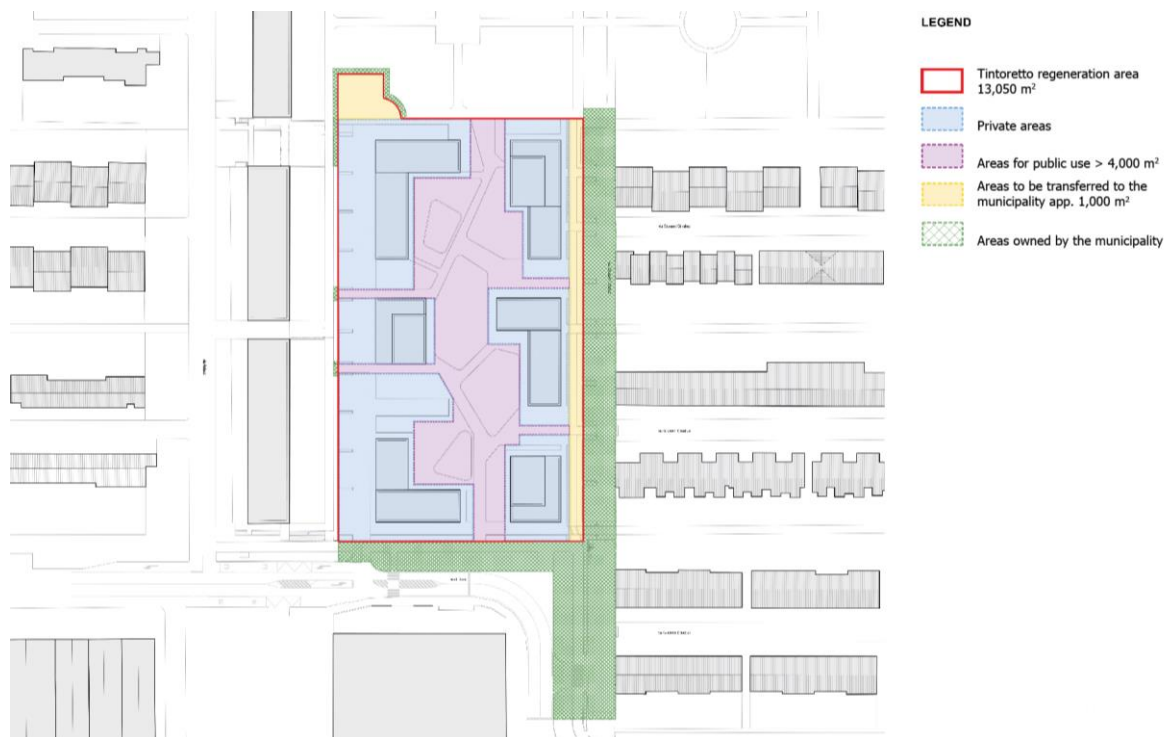 LEGEND
Tintoretto regeneration area
13,050 m²
Private areas
Areas for public use > 4,000 m²
Areas to be transferred to the
municipality app. 1,000 m²
Areas owned by the municipality